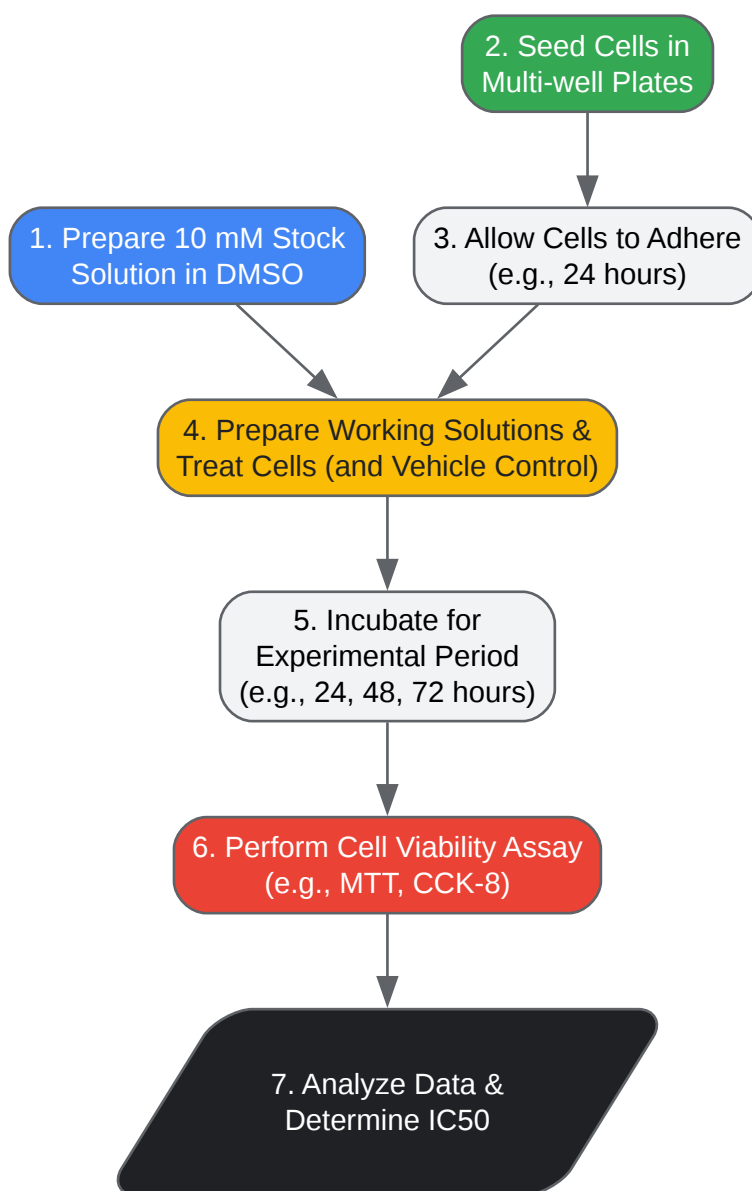 2. Seed Cells in
Multi-well Plates
1. Prepare 10 mM Stock
Solution in DMSO
3. Allow Cells to Adhere
(e.g., 24 hours)
4. Prepare Working Solutions &
Treat Cells (and Vehicle Control)
5. Incubate for
Experimental Period
(e.g., 24, 48, 72 hours)
6. Perform Cell Viability Assay
(e.g., MTT, CCK-8)
7. Analyze Data &
Determine IC50